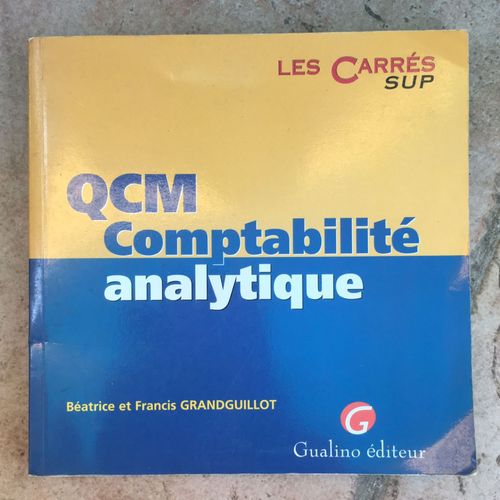 LES CARRÉS
SUP
QCM
Comptabilité
analytique
Béatrice et Francis GRANDGUILLOT
G
Gualino éditeur